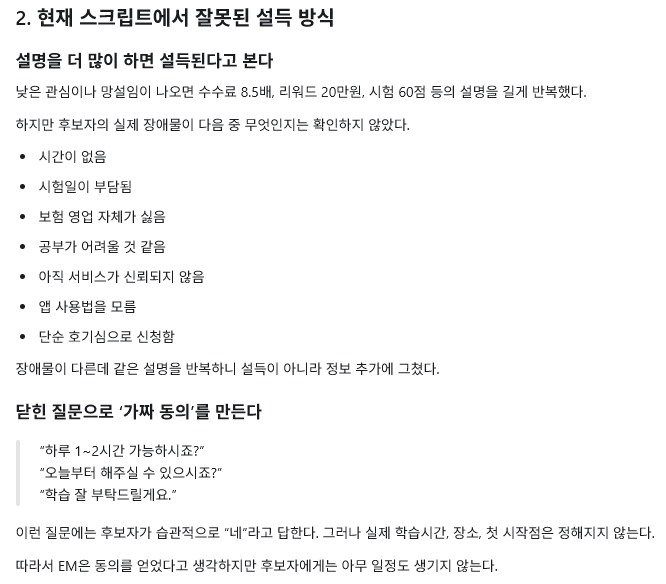 2. 현재 스크립트에서 잘못된 설득 방식
설명을 더 많이 하면 설득된다고 본다
낮은 관심이나 망설임이 나오면 수수료 8.5배, 리워드 20만원, 시험 60점 등의 설명을 길게 반복했다.
하지만 후보자의 실제 장애물이 다음 중 무엇인지는 확인하지 않았다.
• 시간이 없음
• 시험일이 부담됨
• 보험 영업 자체가 싫음
• 공부가 어려울 것 같음
• 아직 서비스가 신뢰되지 않음
• 앱 사용법을 모름
• 단순 호기심으로 신청함
장애물이 다른데 같은 설명을 반복하니 설득이 아니라 정보 추가에 그쳤다.
닫힌 질문으로 ‘가짜 동의’를 만든다
“하루 1~2시간 가능하시죠?”
“오늘부터 해주실 수 있으시죠?”
“학습 잘 부탁드릴게요.”
이런 질문에는 후보자가 습관적으로 “네”라고 답한다. 그러나 실제 학습시간, 장소, 첫 시작점은 정해지지 않는다.
따라서 EM은 동의를 얻었다고 생각하지만 후보자에게는 아무 일정도 생기지 않는다.